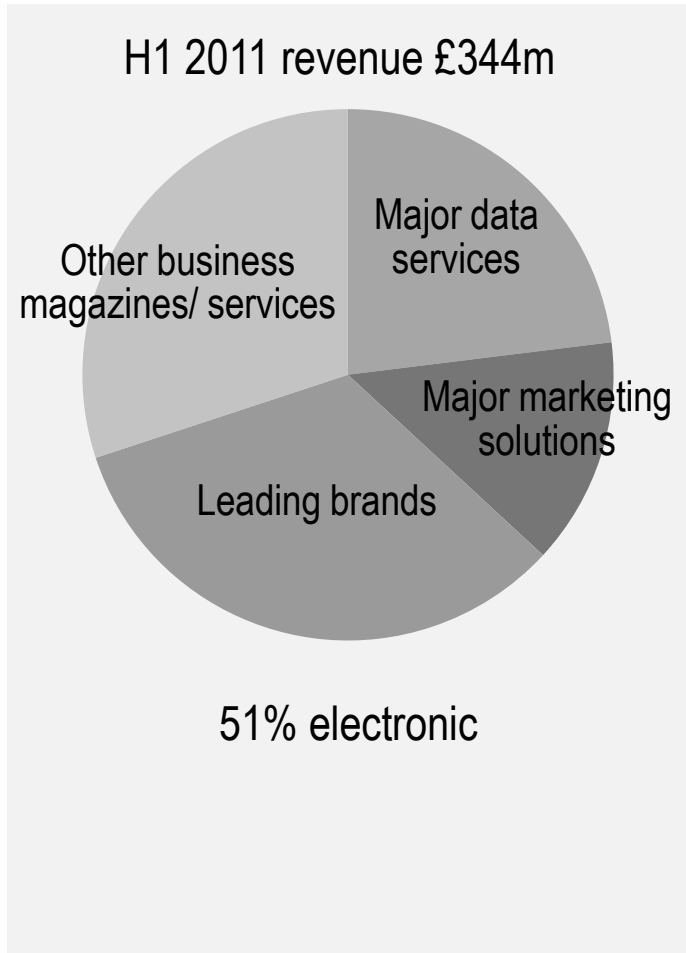 H1 2011 revenue £344m
Major data
services
Other business
magazines/ services
Major marketing
solutions
Leading brands
51% electronic